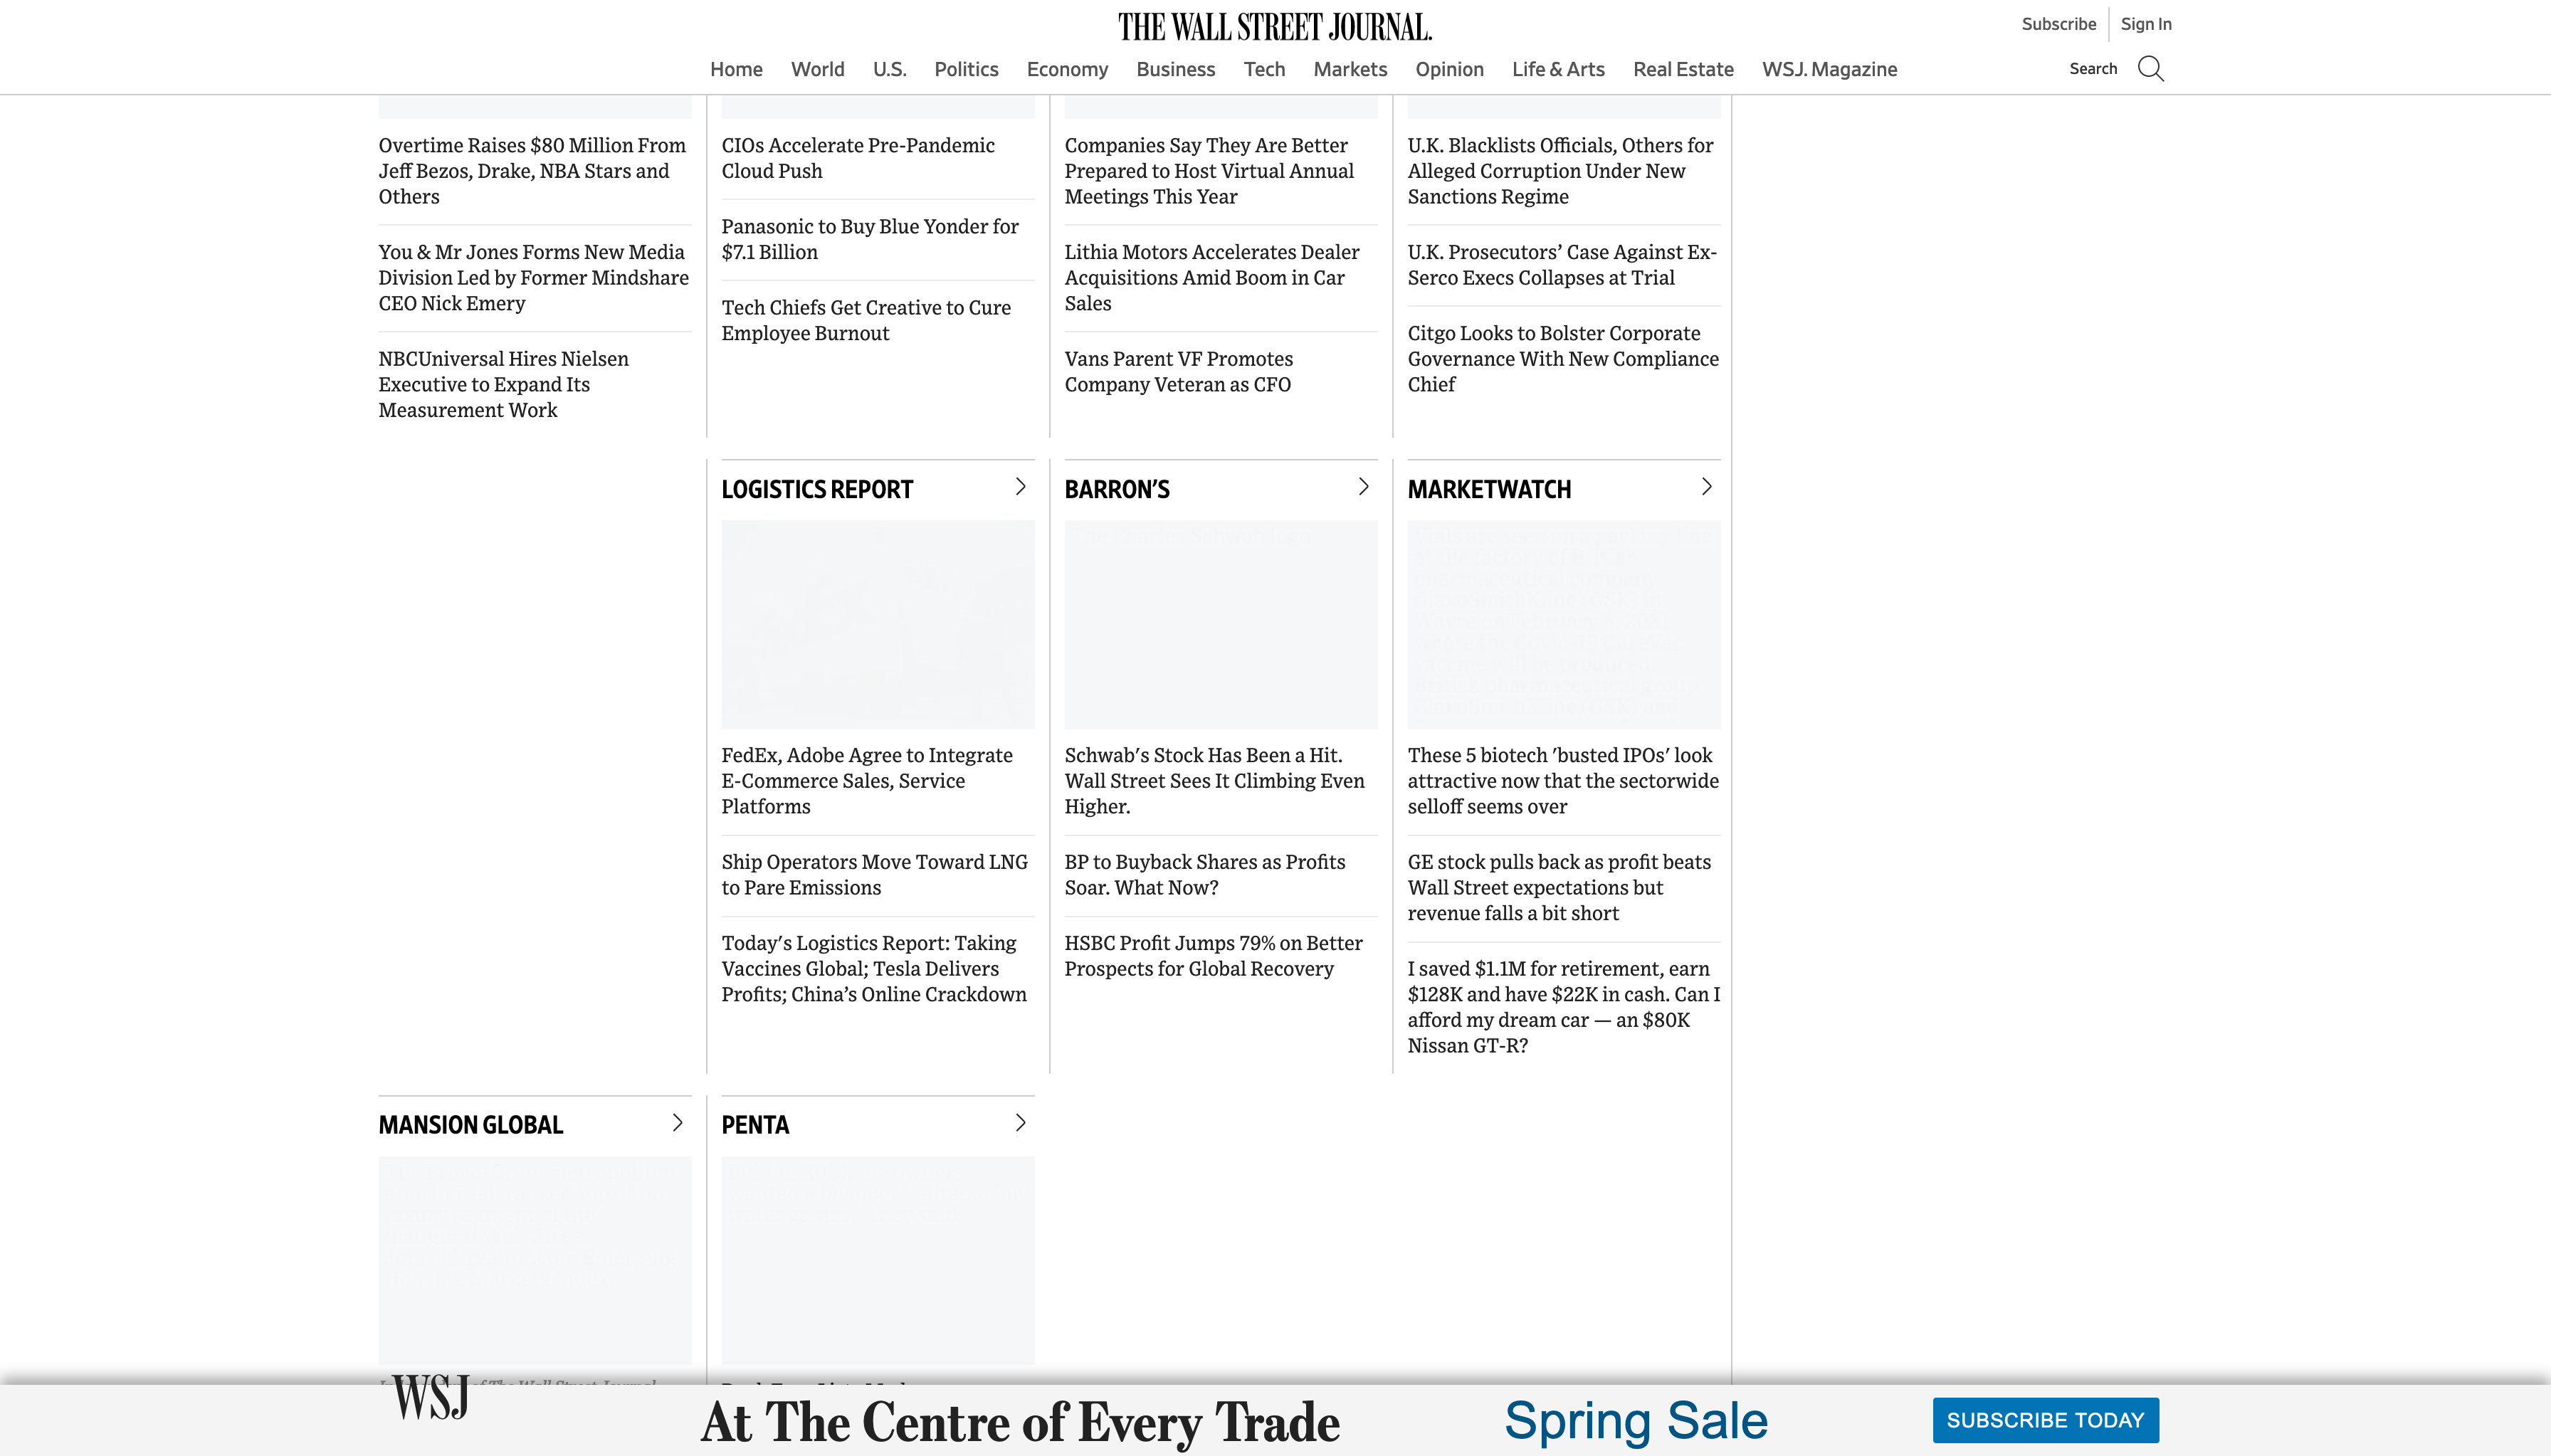 THE WALL STREET JOURNAL.
Subscribe
Sign In
Home World U.S. Politics Economy Business Tech Markets Opinion Life & Arts Real Estate WSJ. Magazine
Search
Overtime Raises $80 Million From
Jeff Bezos, Drake, NBA Stars and
Others
You & Mr Jones Forms New Media
Division Led by Former Mindshare
CEO Nick Emery
NBCUniversal Hires Nielsen
Executive to Expand Its
Measurement Work
CIOs Accelerate Pre-Pandemic
Cloud Push
Panasonic to Buy Blue Yonder for
$7.1 Billion
Tech Chiefs Get Creative to Cure
Employee Burnout
Companies Say They Are Better
Prepared to Host Virtual Annual
Meetings This Year
Lithia Motors Accelerates Dealer
Acquisitions Amid Boom in Car
Sales
Vans Parent VF Promotes
Company Veteran as CFO
U.K. Blacklists Officials, Others for
Alleged Corruption Under New
Sanctions Regime
U.K. Prosecutors’ Case Against Ex-
Serco Execs Collapses at Trial
Citgo Looks to Bolster Corporate
Governance With New Compliance
Chief
LOGISTICS REPORT
FedEx, Adobe Agree to Integrate
E-Commerce Sales, Service
Platforms
Ship Operators Move Toward LNG
to Pare Emissions
Today's Logistics Report: Taking
Vaccines Global; Tesla Delivers
Profits; China’s Online Crackdown
BARRON’S
Schwab's Stock Has Been a Hit.
Wall Street Sees It Climbing Even
Higher.
BP to Buyback Shares as Profits
Soar. What Now?
HSBC Profit Jumps 79% on Better
Prospects for Global Recovery
MARKETWATCH
These 5 biotech 'busted IPOs' look
attractive now that the sectorwide
selloff seems over
GE stock pulls back as profit beats
Wall Street expectations but
revenue falls a bit short
I saved $1.1M for retirement, earn
$128K and have $22K in cash. Can I
afford my dream car — an $80K
Nissan GT-R?
MANSION GLOBAL
PENTA
WSJ
At The Centre of Every Trade
Spring Sale
SUBSCRIBE TODAY